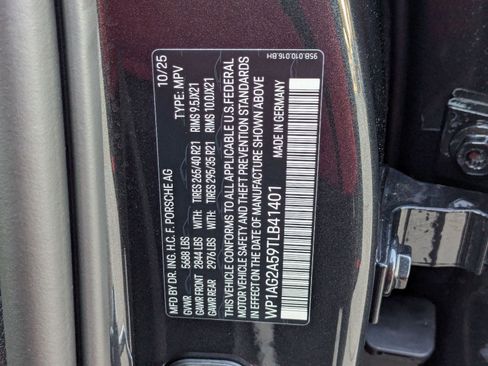 95B.010.016.BH
MFD BY DR. ING. H.C. F. PORSCHE AG 10/25
GVWR 5688 LBS TYPE: MPV
GAWR FRONT 2844 LBS WITH: TIRES 265/40 R21 RIMS 9.5JX21
GAWR REAR 2976 LBS WITH: TIRES 295/35 R21 RIMS 10.0JX21
THIS VEHICLE CONFORMS TO ALL APPLICABLE U.S. FEDERAL
MOTOR VEHICLE SAFETY AND THEFT PREVENTION STANDARDS
IN EFFECT ON THE DATE OF MANUFACTURE SHOWN ABOVE
WP1AG2A59TLB41401 MADE IN GERMANY